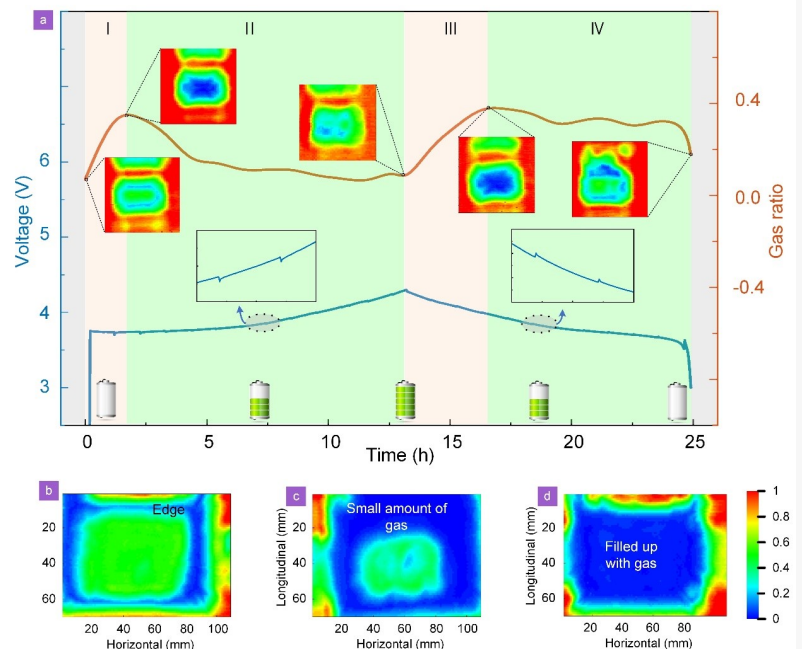 a
I II III IV
6
5
4
3
Voltage (V)
0.4
0.0
-0.4
Gas ratio
0 5 10 15 20 25
Time (h)
b
Edge
20
40
60
20 40 60 80 100
Horizontal (mm)
c
Small amount of
gas
Longitudinal (mm)
20
40
60
20 40 60 80 100
Horizontal (mm)
d
Filled up
with gas
Longitudinal (mm)
20
40
60
20 40 60 80
Horizontal (mm)
1
0.8
0.6
0.4
0.2
0